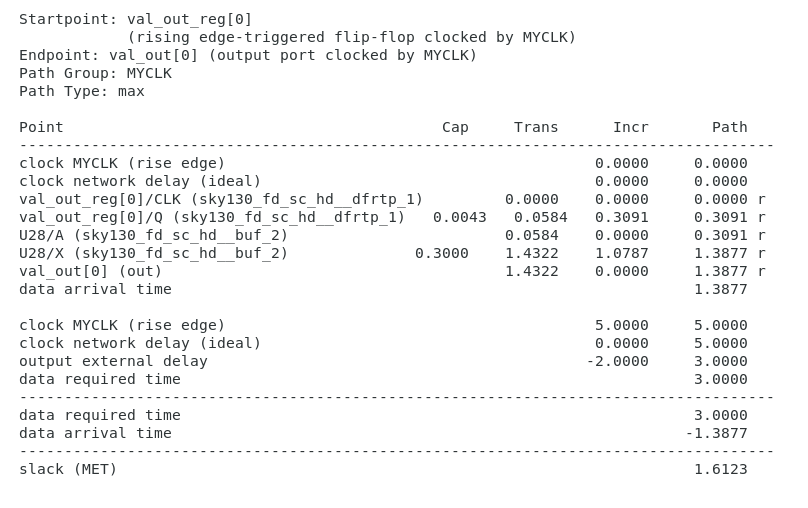 Startpoint: val_out_reg[0]
(rising edge-triggered flip-flop clocked by MYCLK)
Endpoint: val_out[0] (output port clocked by MYCLK)
Path Group: MYCLK
Path Type: max
Point Cap Trans Incr Path
------------------------------------------------------------------------------------
clock MYCLK (rise edge) 0.0000 0.0000
clock network delay (ideal) 0.0000 0.0000
val_out_reg[0]/CLK (sky130_fd_sc_hd__dfrtp_1) 0.0000 0.0000 0.0000 r
val_out_reg[0]/Q (sky130_fd_sc_hd__dfrtp_1) 0.0043 0.0584 0.3091 0.3091 r
U28/A (sky130_fd_sc_hd__buf_2) 0.0584 0.0000 0.3091 r
U28/X (sky130_fd_sc_hd__buf_2) 0.3000 1.4322 1.0787 1.3877 r
val_out[0] (out) 1.4322 0.0000 1.3877 r
data arrival time 1.3877
clock MYCLK (rise edge) 5.0000 5.0000
clock network delay (ideal) 0.0000 5.0000
output external delay -2.0000 3.0000
data required time 3.0000
------------------------------------------------------------------------------------
data required time 3.0000
data arrival time -1.3877
------------------------------------------------------------------------------------
slack (MET) 1.6123